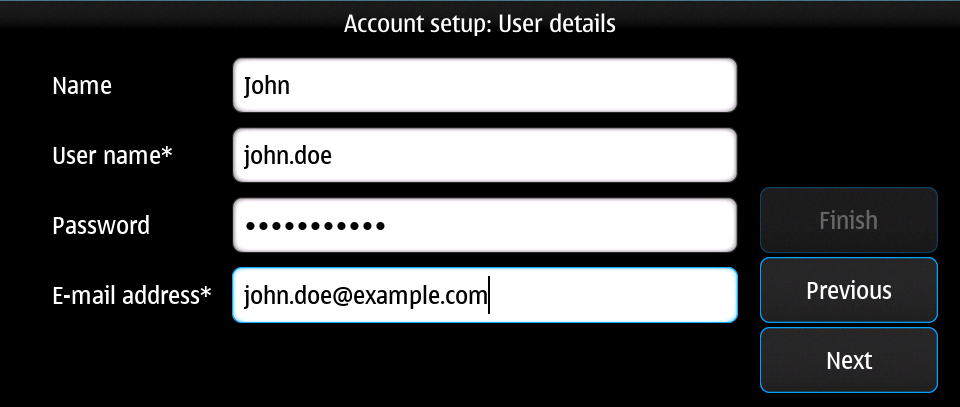 Account setup: User details
Name
John
User name*
john.doe
Password
•••••••••••
Finish
E-mail address*
john.doe@example.com
Previous
Next